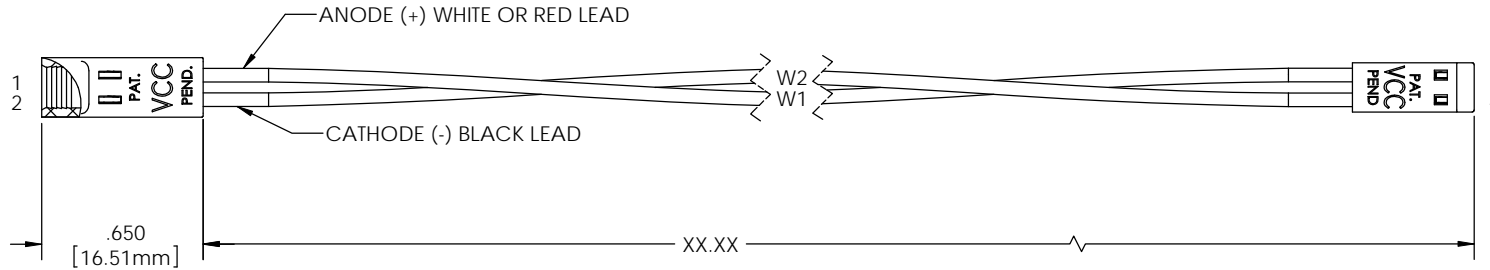 ANODE (+) WHITE OR RED LEAD
1
2
PAT.
VCC
PEND.
W2
W1
PAT.
VCC
PEND
CATHODE (-) BLACK LEAD
.650
[16.51mm]
XX.XX